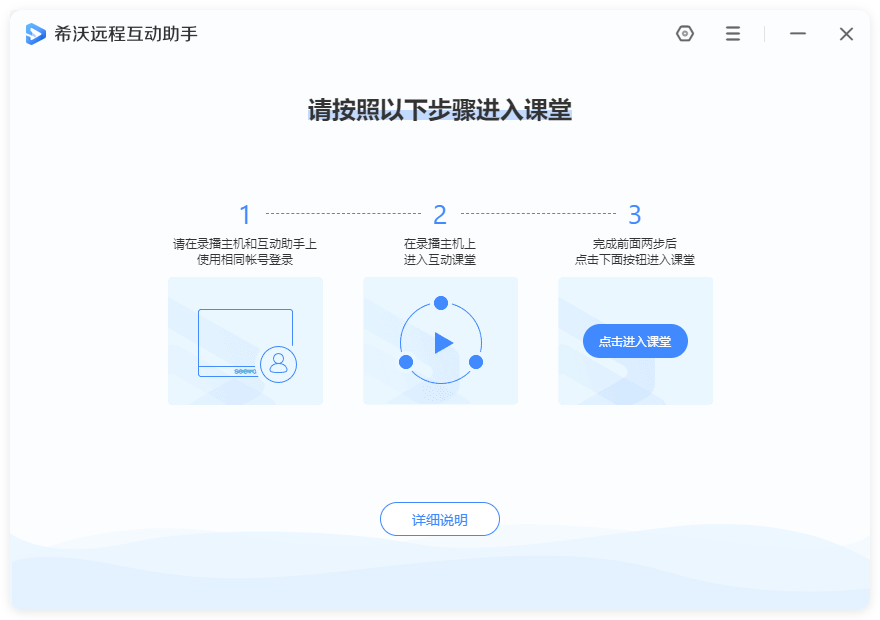 希沃远程互动助手
请按照以下步骤进入课堂
1
2
3
请在录播主机和互动助手上
使用相同帐号登录
在录播主机上
进入互动课堂
完成前面两步后
点击下面按钮进入课堂
seewo
点击进入课堂
详细说明